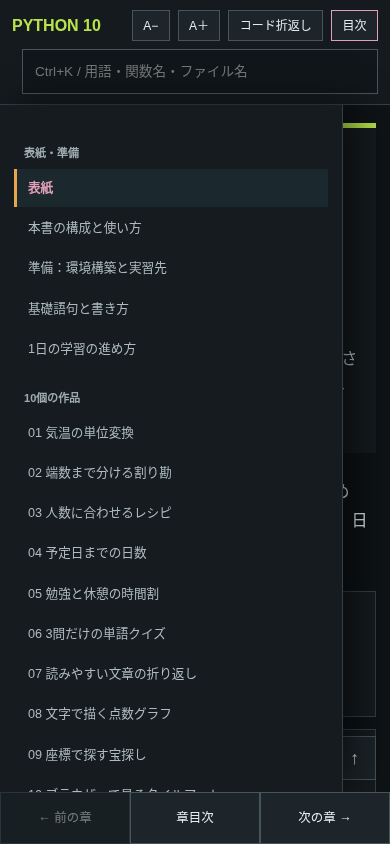 PYTHON 10
A−
A＋
コード折返し
目次
Ctrl+K / 用語・関数名・ファイル名
表紙・準備
表紙
本書の構成と使い方
準備：環境構築と実習先
基礎語句と書き方
1日の学習の進め方
さ
10個の作品
01 気温の単位変換
02 端数まで分ける割り勘
03 人数に合わせるレシピ
め
日
04 予定日までの日数
05 勉強と休憩の時間割
06 3問だけの単語クイズ
07 読みやすい文章の折り返し
08 文字で描く点数グラフ
09 座標で探す宝探し
↑
← 前の章
章目次
次の章 →